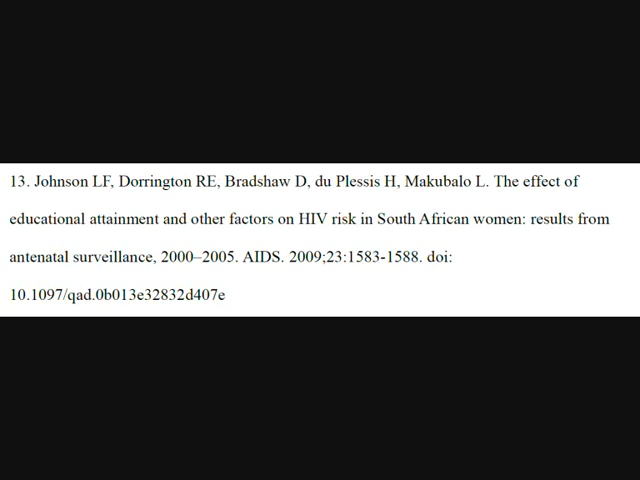 13. Johnson LF, Dorrington RE, Bradshaw D, du Plessis H, Makubalo L. The effect of
educational attainment and other factors on HIV risk in South African women: results from
antenatal surveillance, 2000–2005. AIDS. 2009;23:1583-1588. doi:
10.1097/qad.0b013e32832d407e